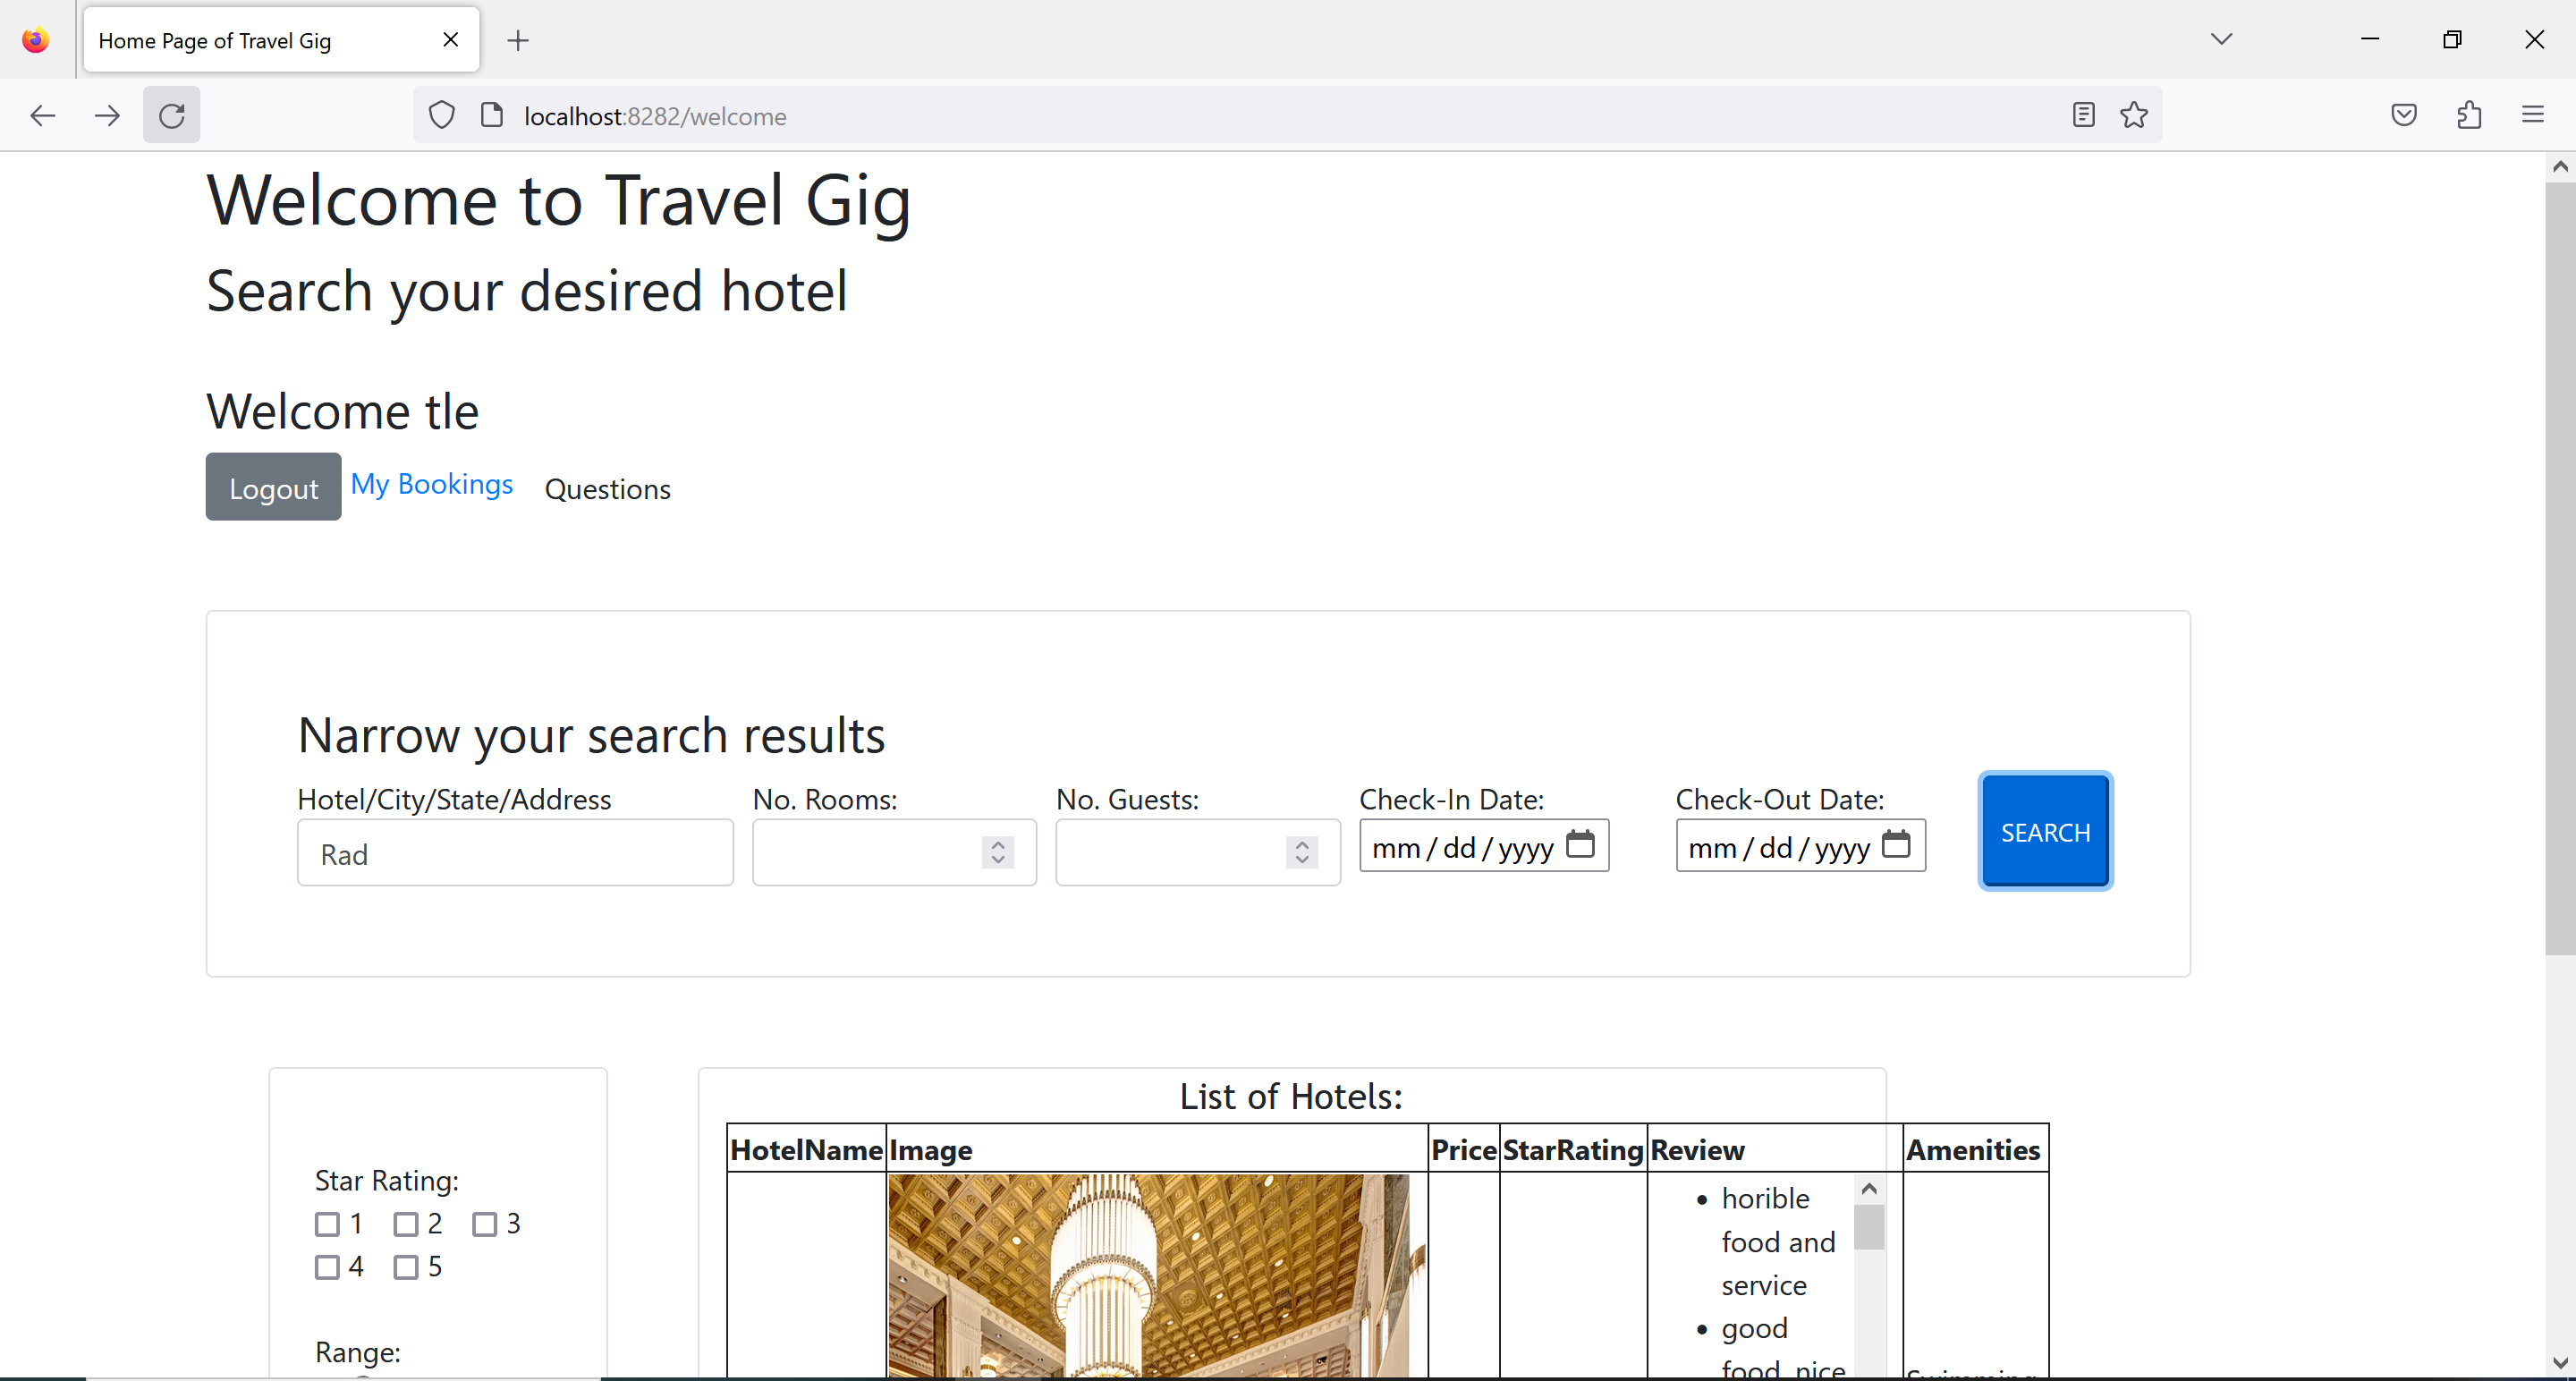 Home Page of Travel Gig
localhost:8282/welcome
Welcome to Travel Gig
Search your desired hotel
Welcome tle
Logout My Bookings Questions
Narrow your search results
Hotel/City/State/Address No. Rooms: No. Guests: Check-In Date: Check-Out Date:
Rad mm/dd/yyyy mm/dd/yyyy SEARCH
List of Hotels:
HotelName Image Price StarRating Review Amenities
Star Rating:
1 2 3
4 5
Range:
• horible
food and
service
• good
food, nice
Swimming